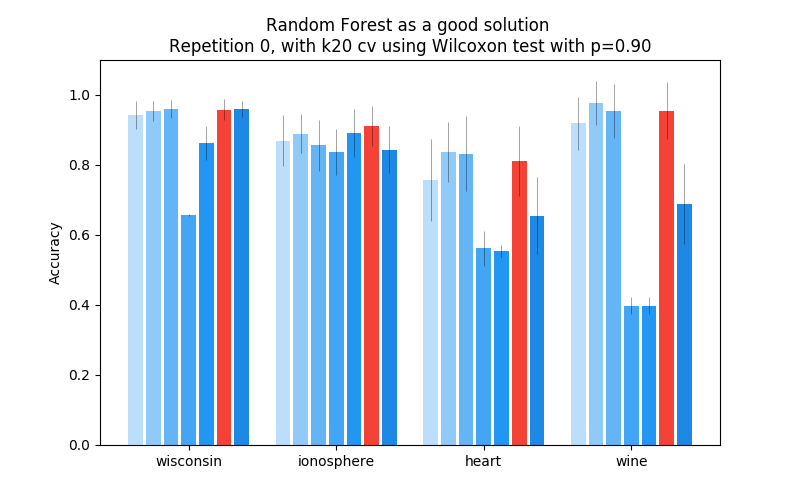 Random Forest as a good solution
Repetition 0, with k20 cv using Wilcoxon test with p=0.90
1.0
0.8
0.6
0.4
0.2
0.0
Accuracy
wisconsin
ionosphere
heart
wine